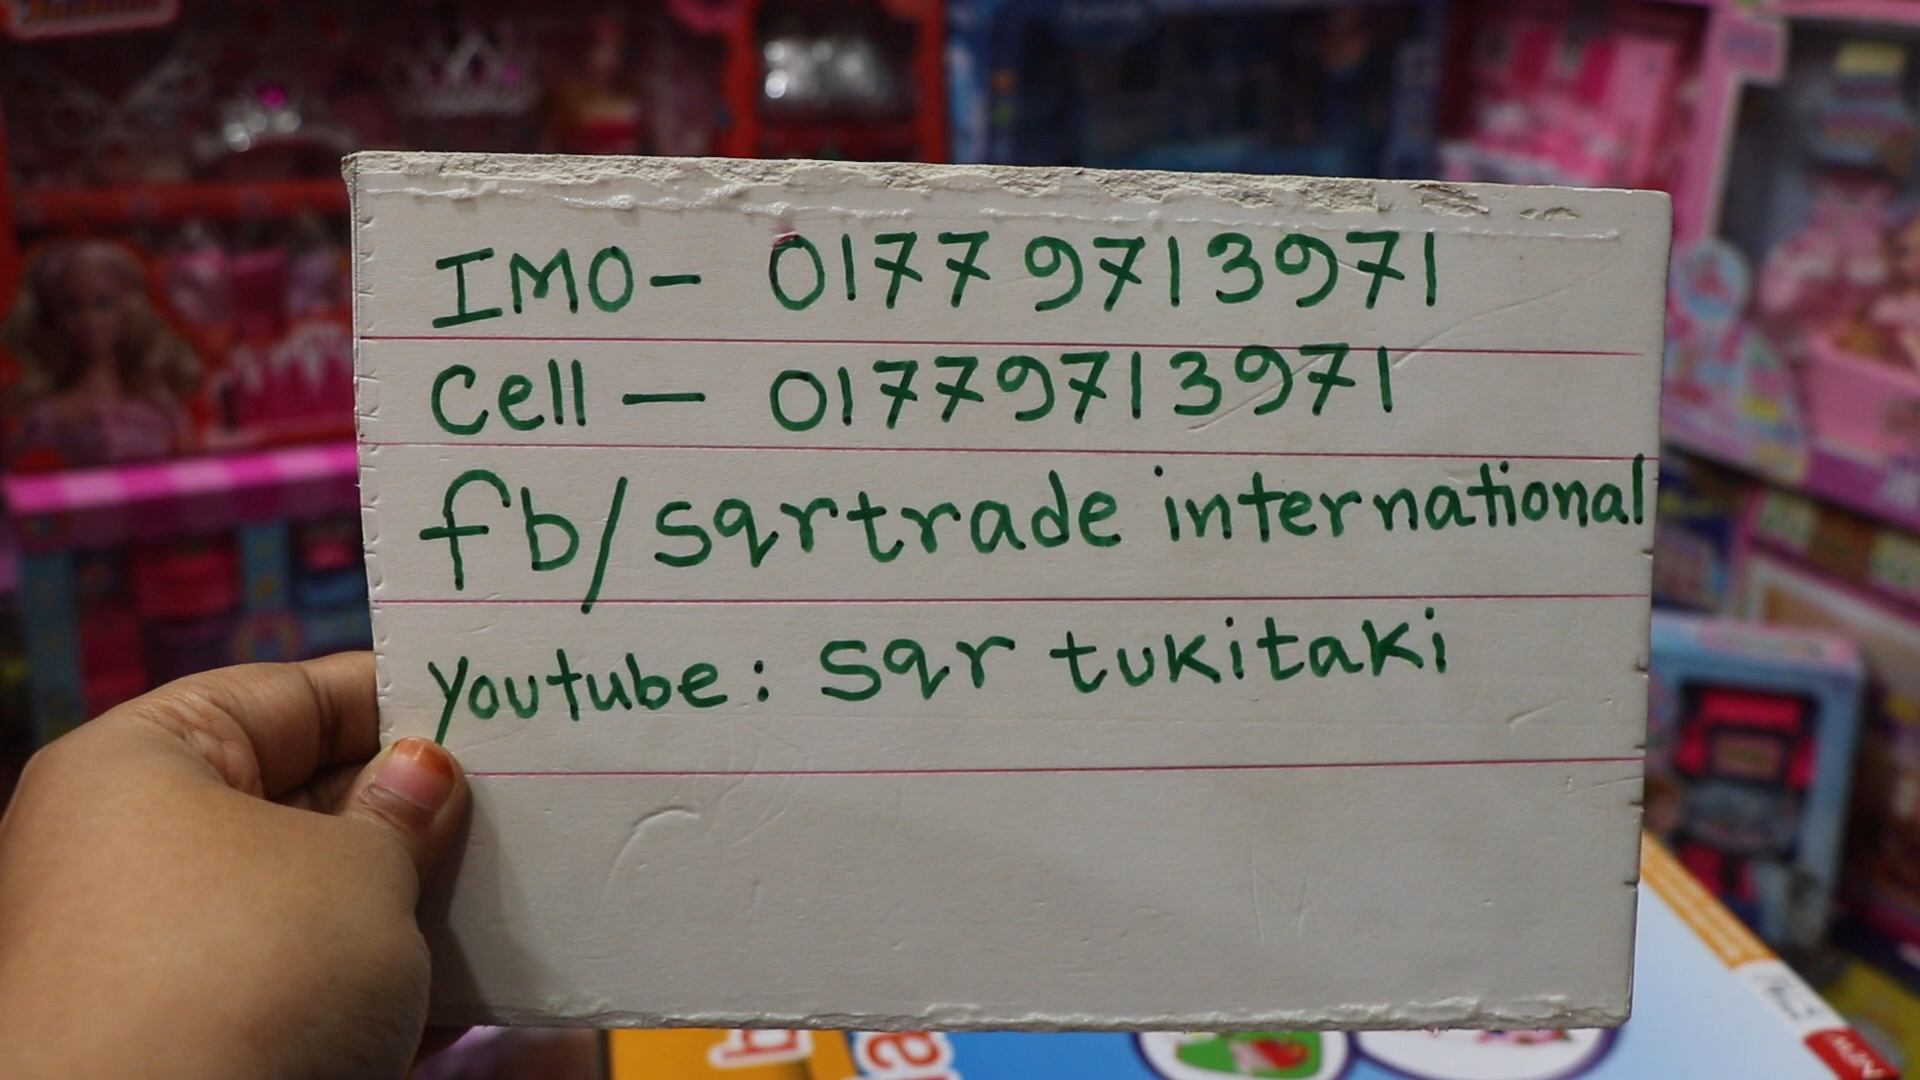 IMO- 01779713971
Cell — 01779713971
fb/sqrtrade international
youtube: sqr tukitaki